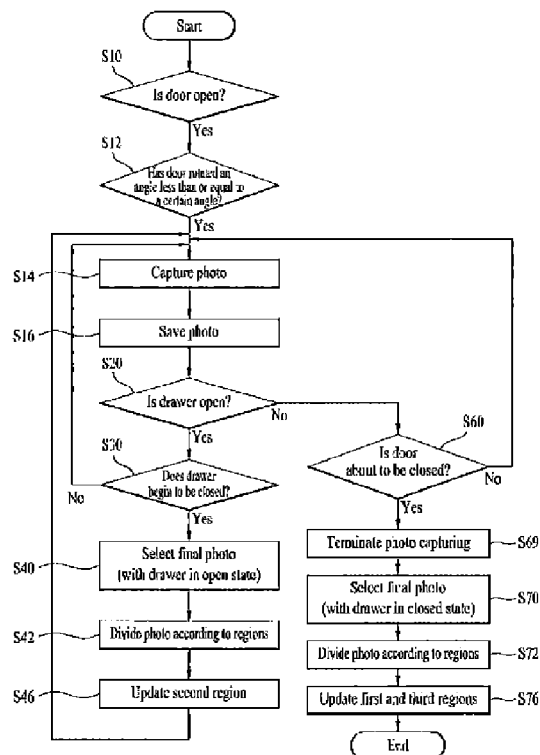 Start
S10
Is door open?
Yes
S12
Has door rotated an
angle less than or equal to
a certain angle?
Yes
S14
Capture photo
S16
Save photo
S20
Is drawer open?
No
Yes
S30
Does drawer
begin to be closed?
No
Yes
S60
Is door
about to be closed?
No
Yes
S40
Select final photo
(with drawer in open state)
S42
Divide photo according to regions
S46
Update second region
Terminate photo capturing
S69
Select final photo
(with drawer in closed state)
S70
Divide photo according to regions
S72
Update first and third regions
S76
End